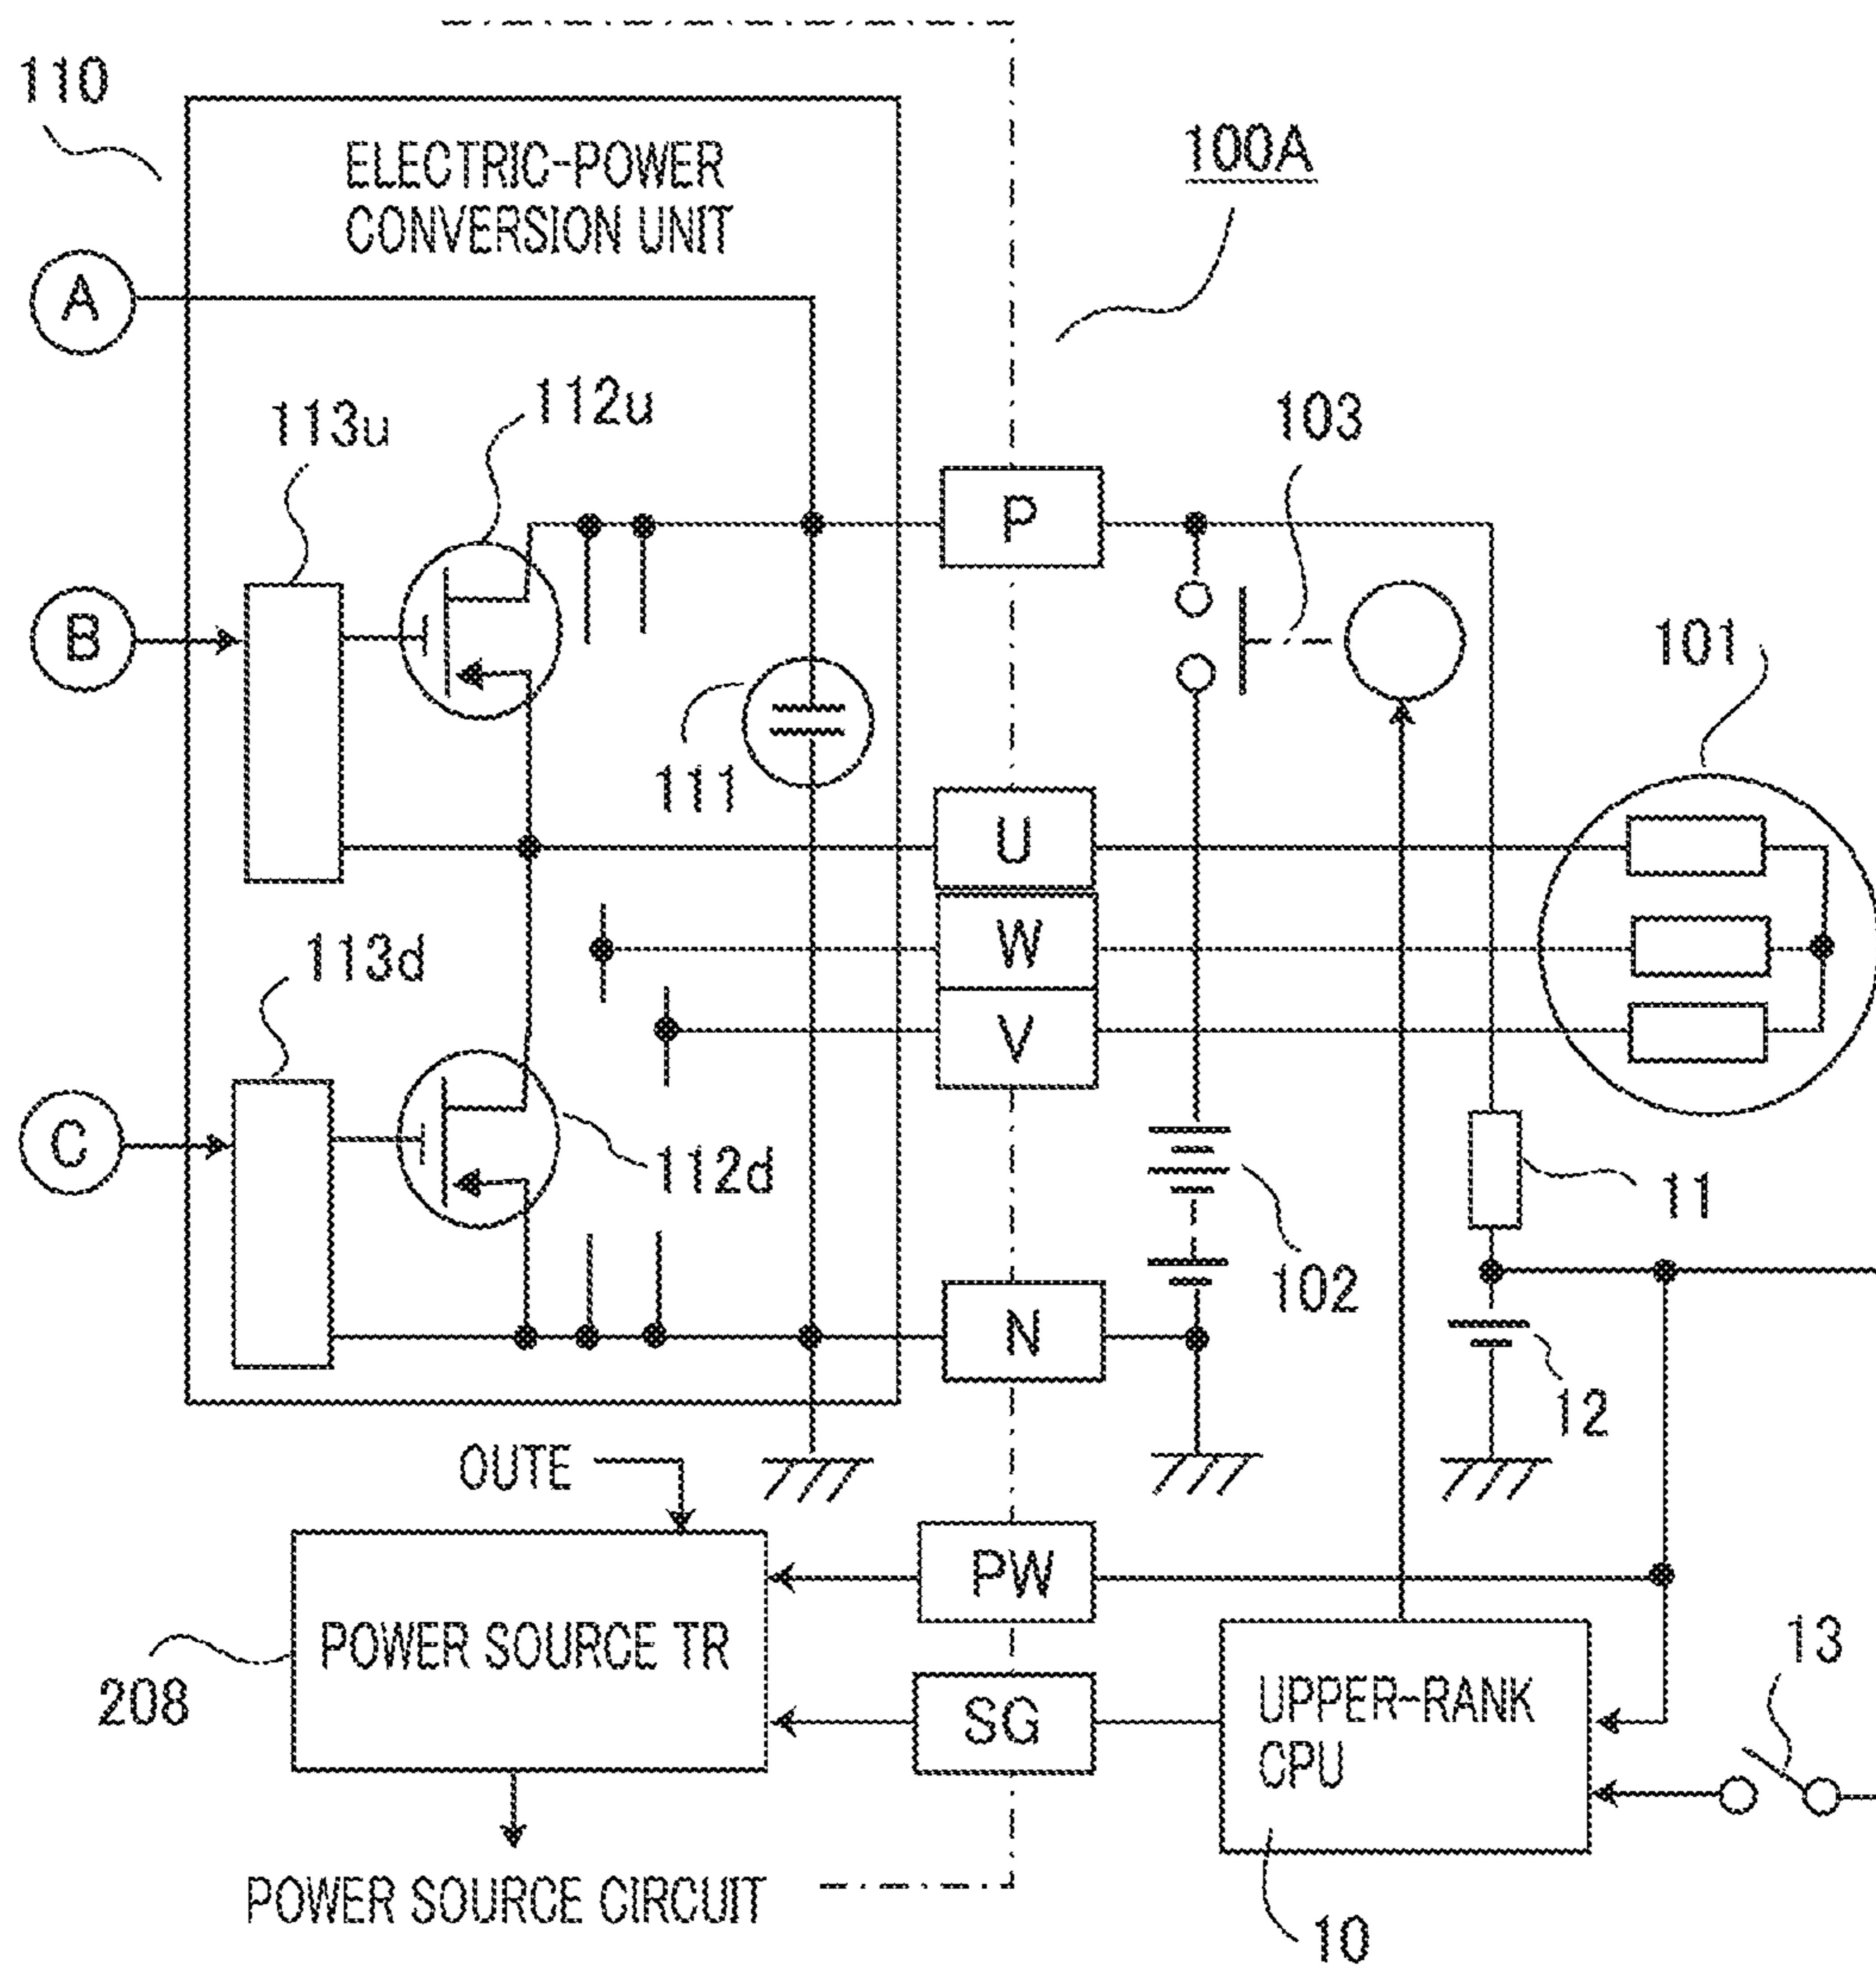 110
ELECTRIC-POWER
CONVERSION UNIT
100A
A
113u
112u
103
P
B
101
111
U
W
113d
V
C
112d
11
102
N
12
OUTE
PW
POWER SOURCE TR
13
208
SG
UPPER-RANK
CPU
POWER SOURCE CIRCUIT
10